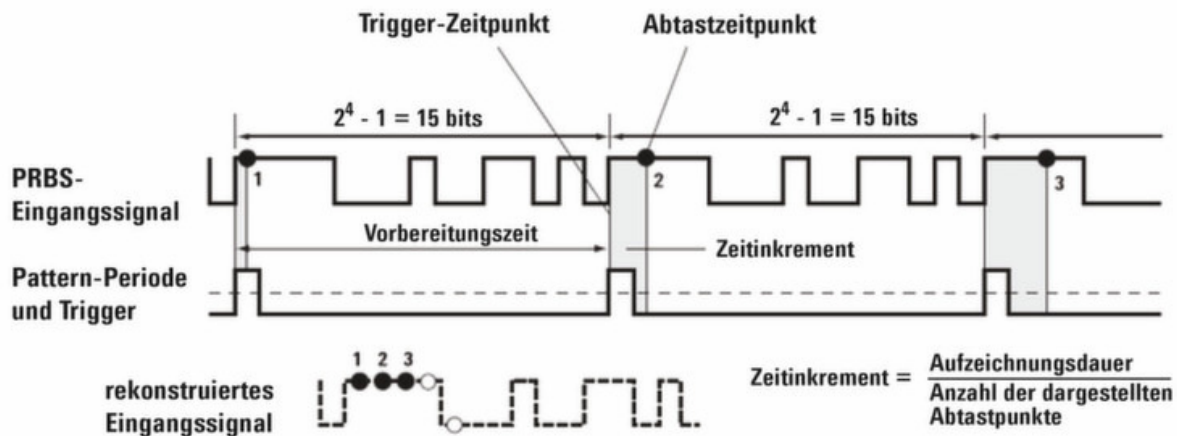 Trigger-Zeitpunkt Abtastzeitpunkt
2⁴ - 1 = 15 bits 2⁴ - 1 = 15 bits
PRBS-
Eingangssignal
1 2 3
Vorbereitungszeit Zeitinkrement
Pattern-Periode
und Trigger
1 2 3
rekonstruiertes
Eingangssignal
Zeitinkrement = Aufzeichnungsdauer
Anzahl der dargestellten
Abtastpunkte